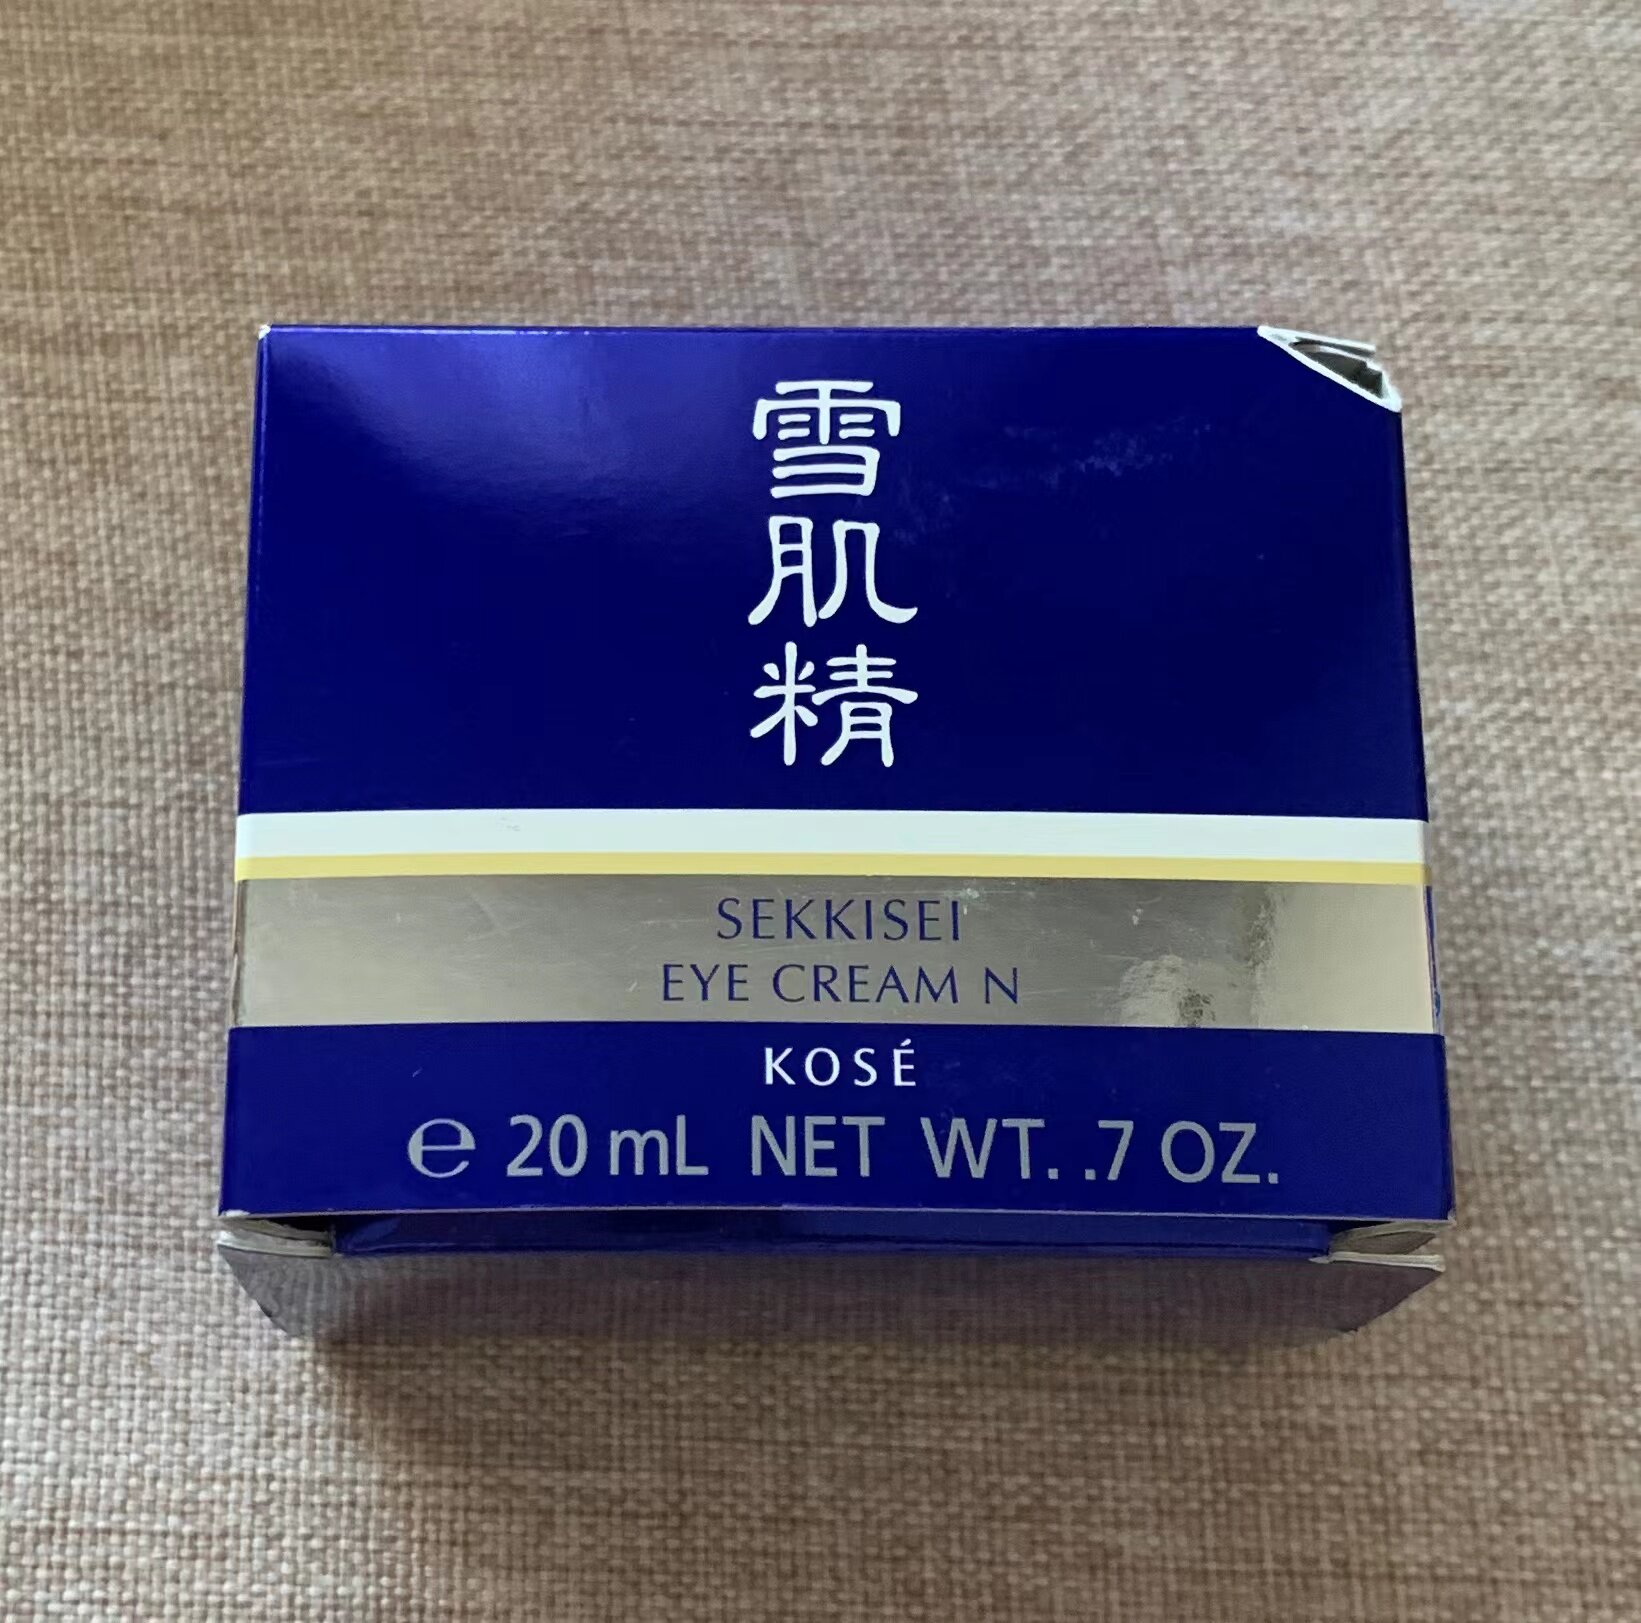 雪肌精
SEKKISEI
EYE CREAM N
KOSÉ
℮ 20 mL NET WT. .7 OZ.